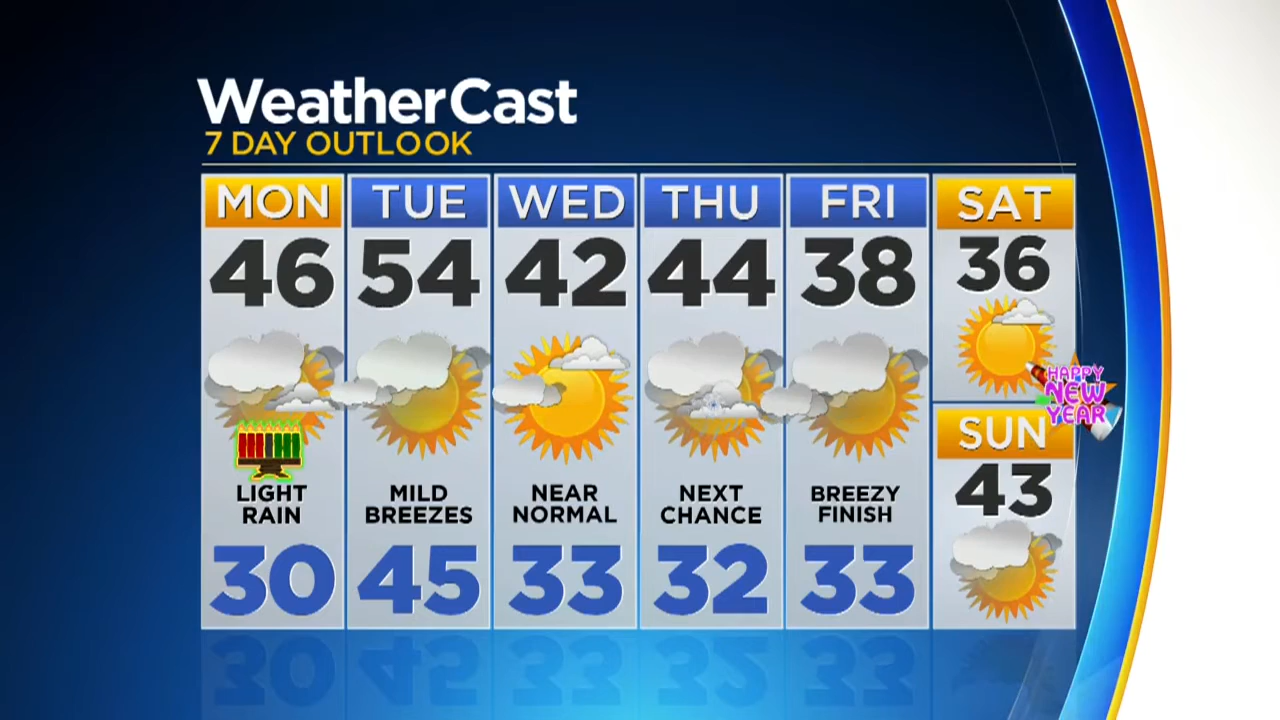 WeatherCast
7 DAY OUTLOOK
MON
46
LIGHT
RAIN
30
TUE
54
MILD
BREEZES
45
WED
42
NEAR
NORMAL
33
THU
44
NEXT
CHANCE
32
FRI
38
BREEZY
FINISH
33
SAT
36
HAPPY
NEW
YEAR
SUN
43